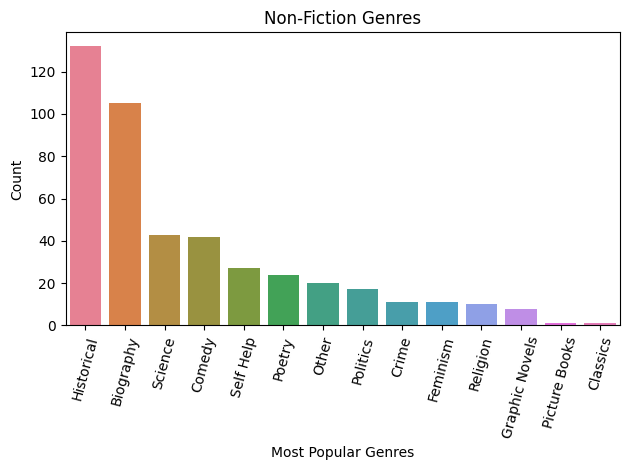 Non-Fiction Genres
Count
120
100
80
60
40
20
0
Historical
Biography
Science
Comedy
Self Help
Poetry
Other
Politics
Crime
Feminism
Religion
Graphic Novels
Picture Books
Classics
Most Popular Genres